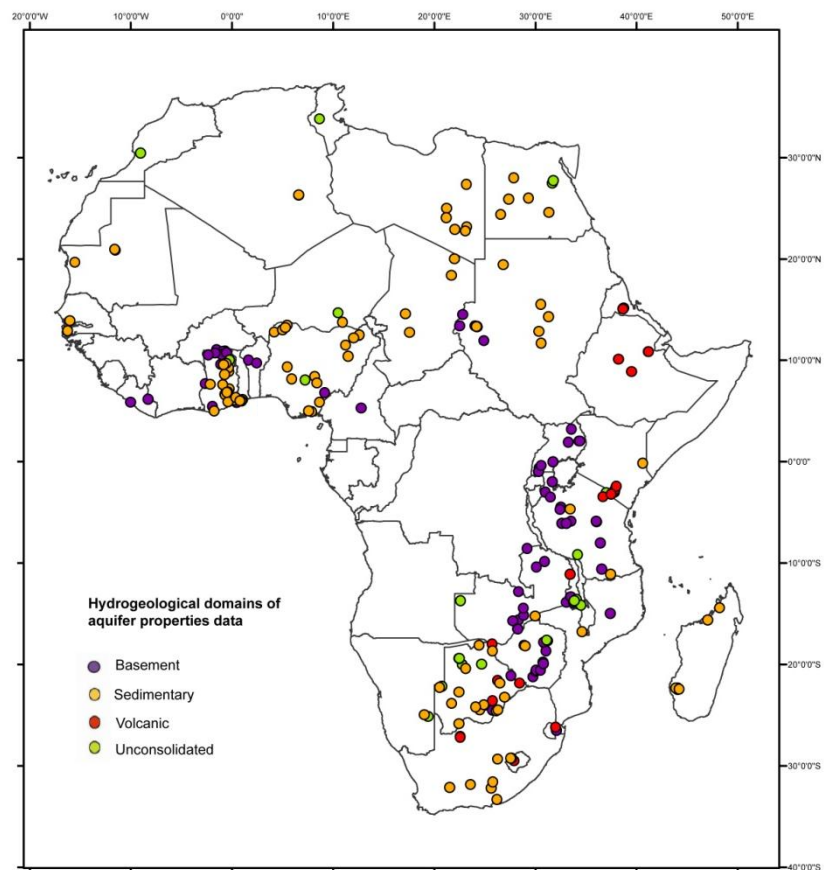 20°0'0"W 10°0'0"W 0°0'0" 10°0'0"E 20°0'0"E 30°0'0"E 40°0'0"E 50°0'0"E
30°0'0"N
20°0'0"N
10°0'0"N
0°0'0"
10°0'0"S
Hydrogeological domains of
aquifer properties data
Basement
Sedimentary
Volcanic
Unconsolidated
20°0'0"S
30°0'0"S
40°0'0"S